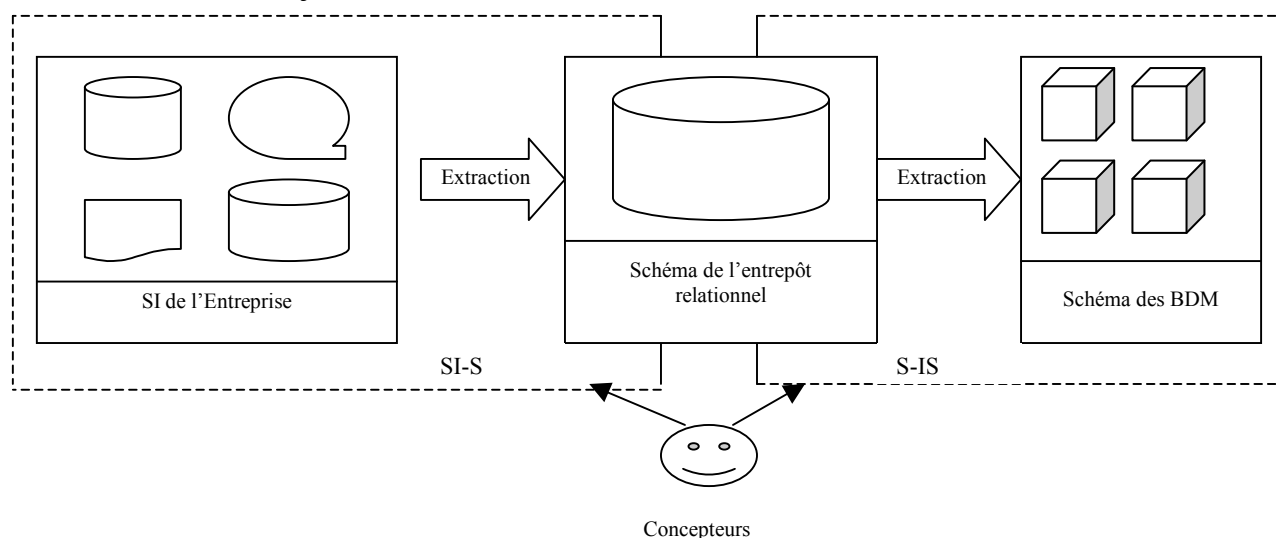 Extraction
Extraction
SI de l’Entreprise
Schéma de l’entrepôt
relationnel
Schéma des BDM
SI-S
S-IS
Concepteurs